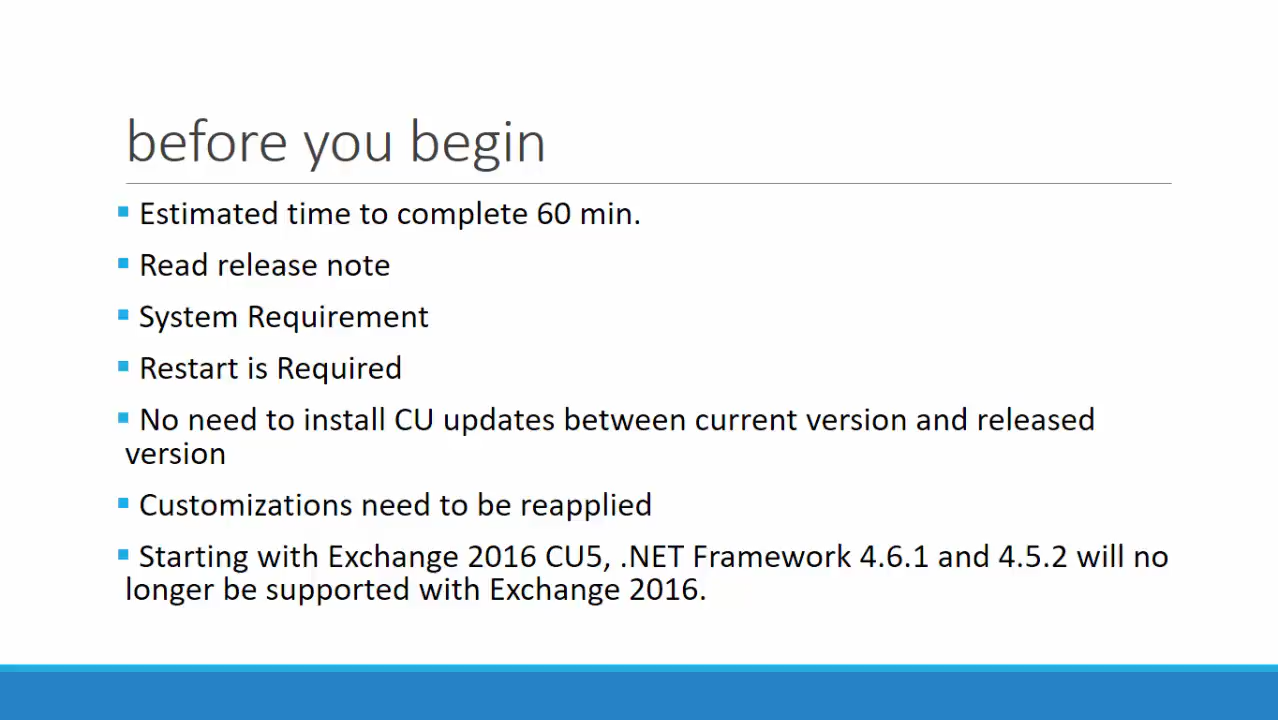 before you begin
▪ Estimated time to complete 60 min.
▪ Read release note
▪ System Requirement
▪ Restart is Required
▪ No need to install CU updates between current version and released
version
▪ Customizations need to be reapplied
▪ Starting with Exchange 2016 CU5, .NET Framework 4.6.1 and 4.5.2 will no
longer be supported with Exchange 2016.